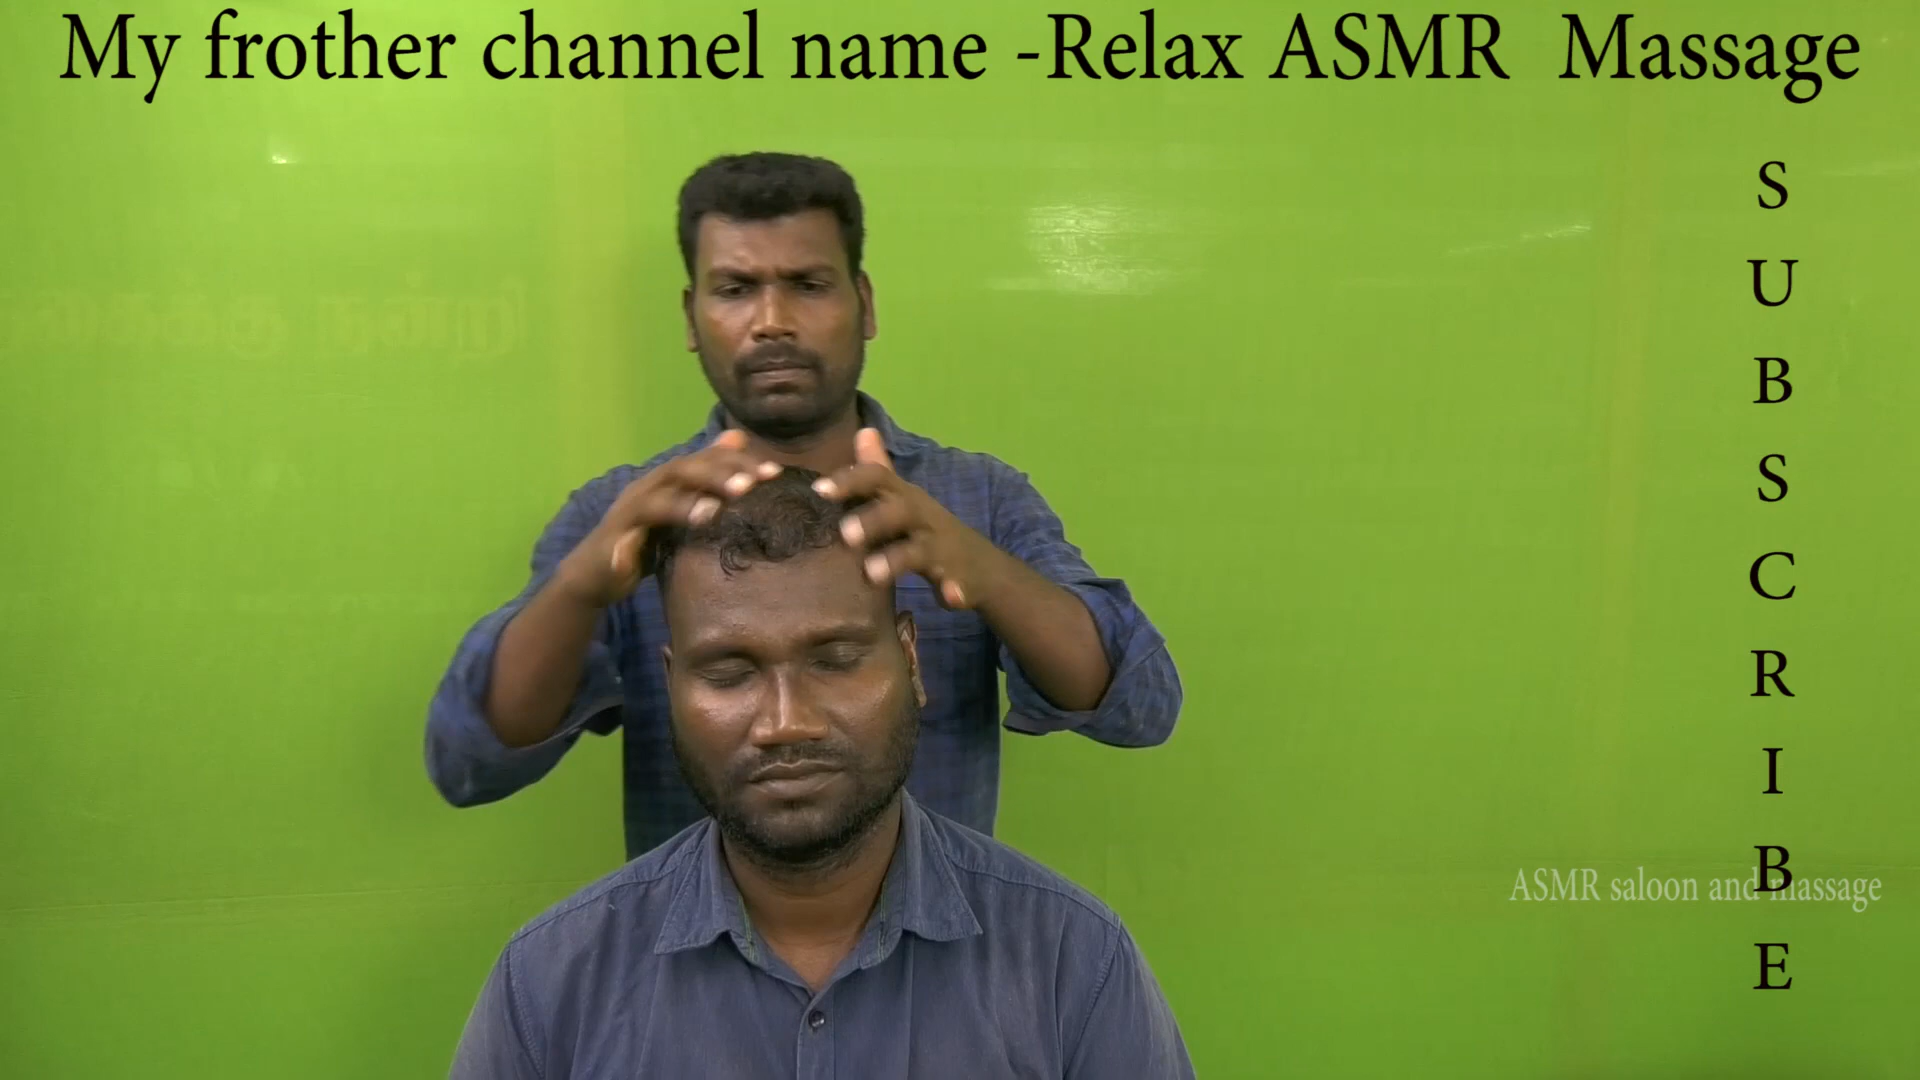 My frother channel name -Relax ASMR Massage
S
U
B
S
C
R
I
B
E
ASMR saloon and massage